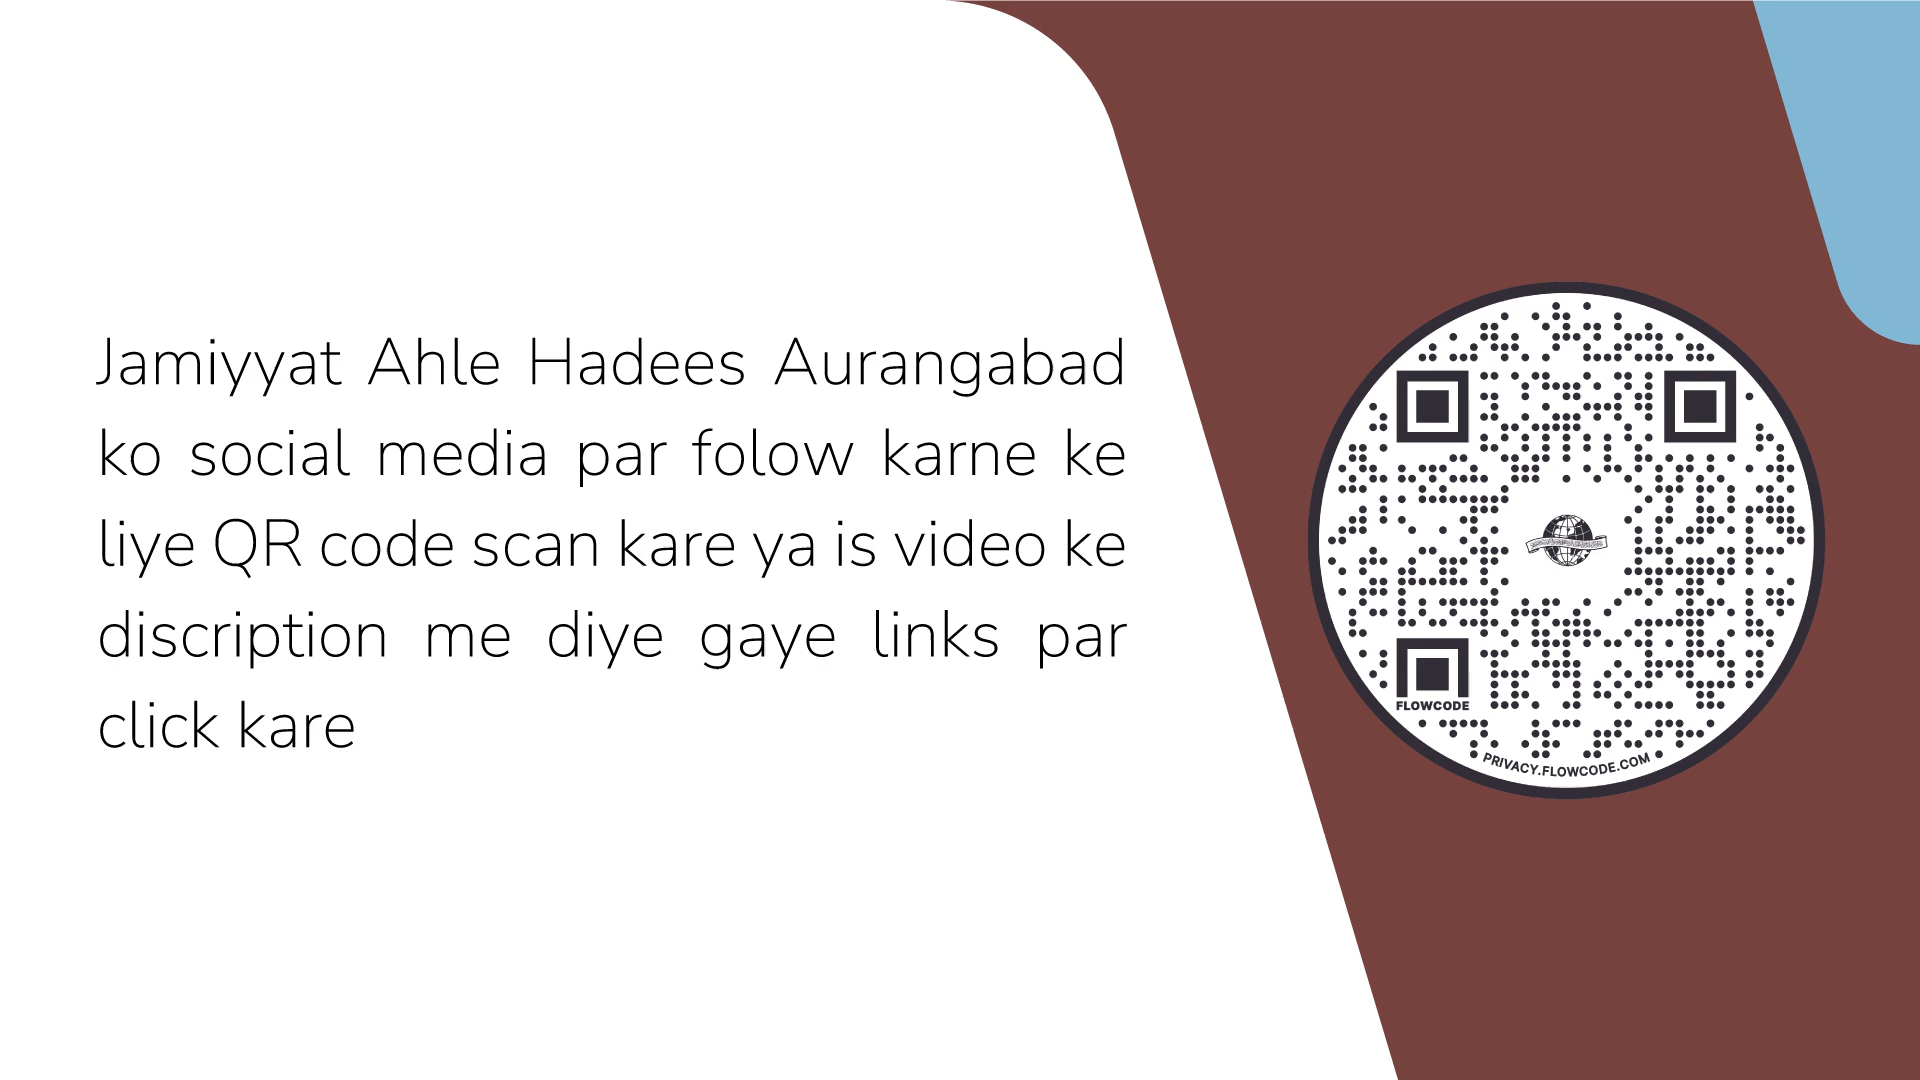 Jamiyyat Ahle Hadees Aurangabad
ko social media par folow karne ke
liye QR code scan kare ya is video ke
discription me diye gaye links par
click kare
FLOWCODE
PRIVACY.FLOWCODE.COM